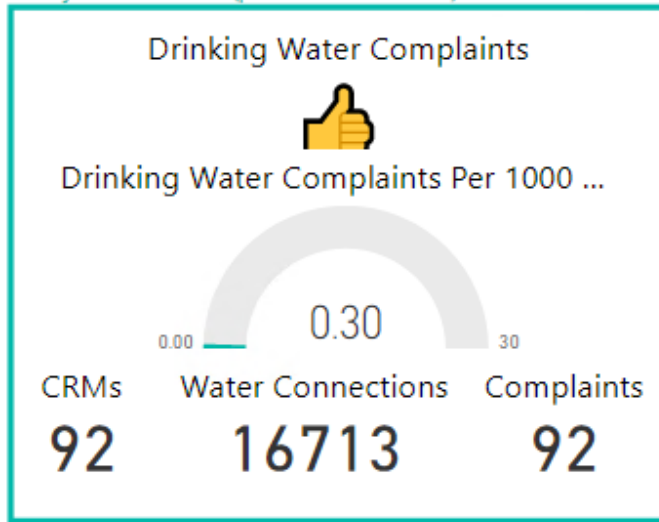 Drinking Water Complaints
Drinking Water Complaints Per 1000 ...
0.30
0.00 30
CRMs Water Connections Complaints
92 16713 92